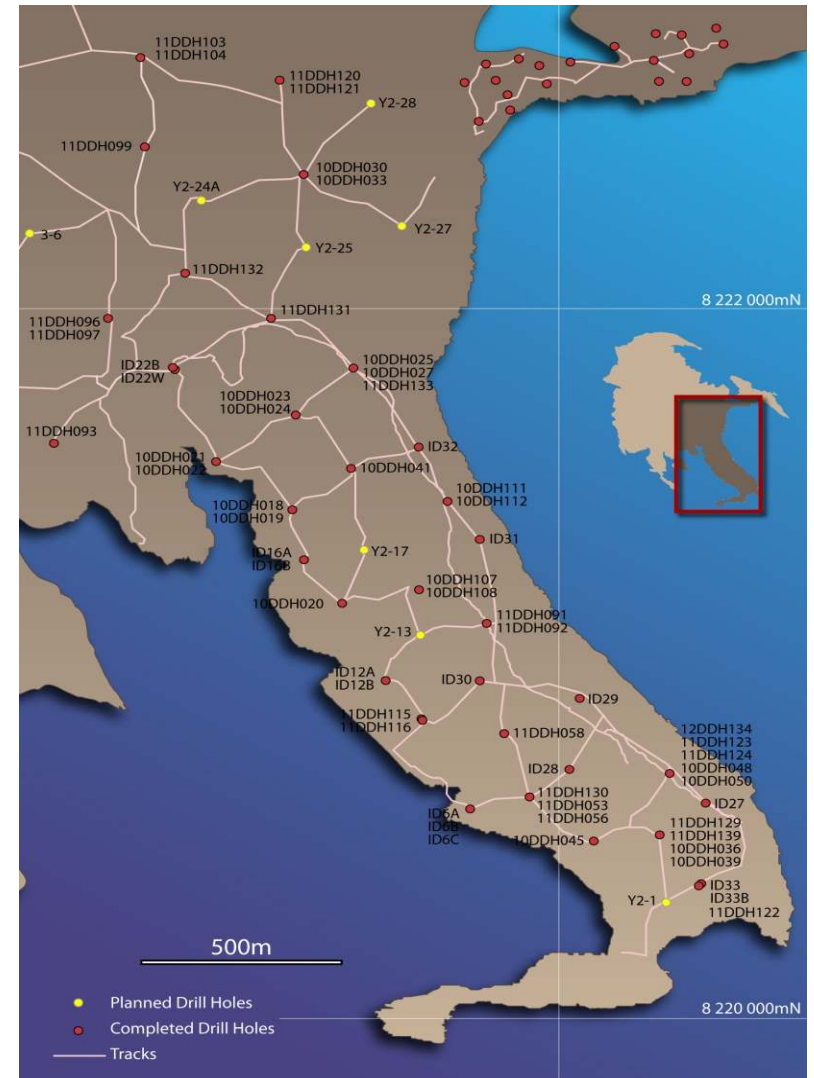 11DDH103
11DDH104
11DDH120
11DDH121
Y2-28
11DDH099
10DDH030
10DDH033
Y2-24A
Y2-27
3-6
Y2-25
11DDH132
8 222 000mN
11DDH131
11DDH096
11DDH097
ID22B
ID22W
10DDH025
10DDH027
11DDH133
10DDH023
10DDH024
11DDH093
ID32
10DDH021
10DDH022
10DDH041
10DDH111
10DDH112
10DDH018
10DDH019
ID31
Y2-17
ID16A
ID16B
10DDH107
10DDH108
10DDH020
11DDH091
11DDH092
Y2-13
ID12A
ID12B
ID30
ID29
11DDH115
11DDH116
11DDH058
12DDH134
11DDH123
11DDH124
10DDH048
10DDH050
ID28
ID27
11DDH130
11DDH053
11DDH056
ID6A
ID6B
ID6C
10DDH045
11DDH129
11DDH139
10DDH036
10DDH039
Y2-1
ID33
ID33B
11DDH122
500m
Planned Drill Holes
Completed Drill Holes
Tracks
8 220 000mN